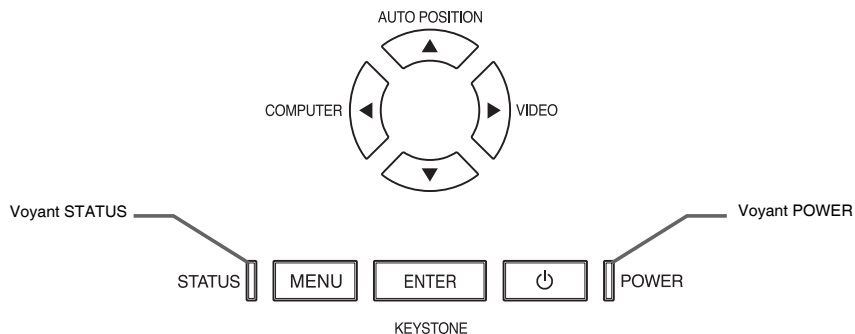 AUTO POSITION
COMPUTER VIDEO
Voyant STATUS Voyant POWER
STATUS MENU ENTER POWER
KEYSTONE